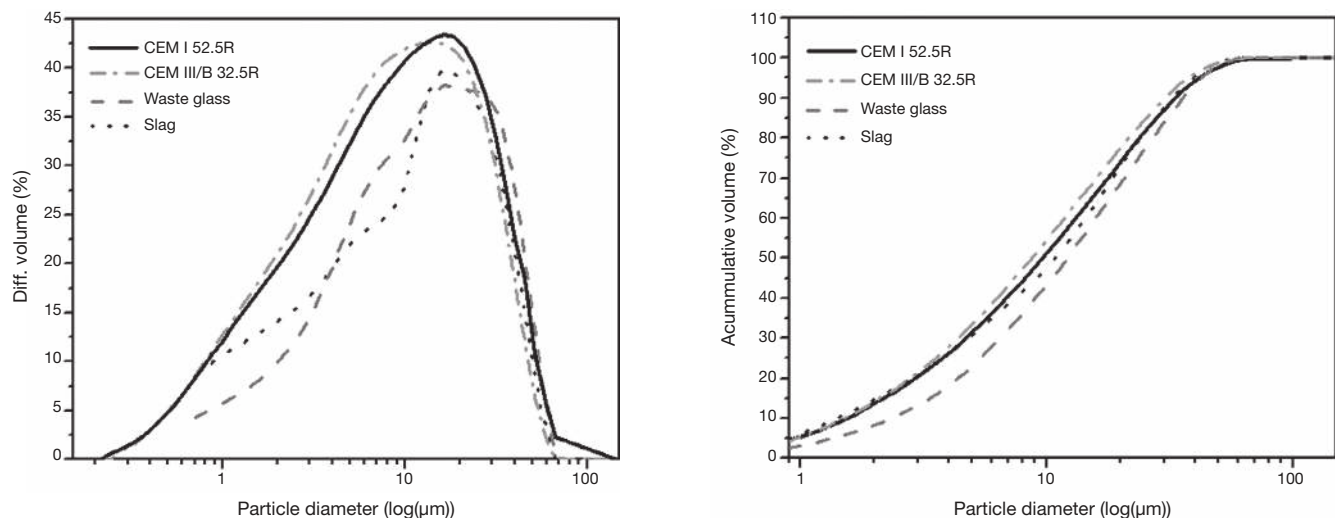 45
40
35
30
25
20
15
10
5
0
Diff. volume (%)
CEM I 52.5R
CEM III/B 32.5R
Waste glass
Slag
1
10
100
Particle diameter (log(μm))
110
100
90
80
70
60
50
40
30
20
10
0
Acummulative volume (%)
CEM I 52.5R
CEM III/B 32.5R
Waste glass
Slag
1
10
100
Particle diameter (log(μm))